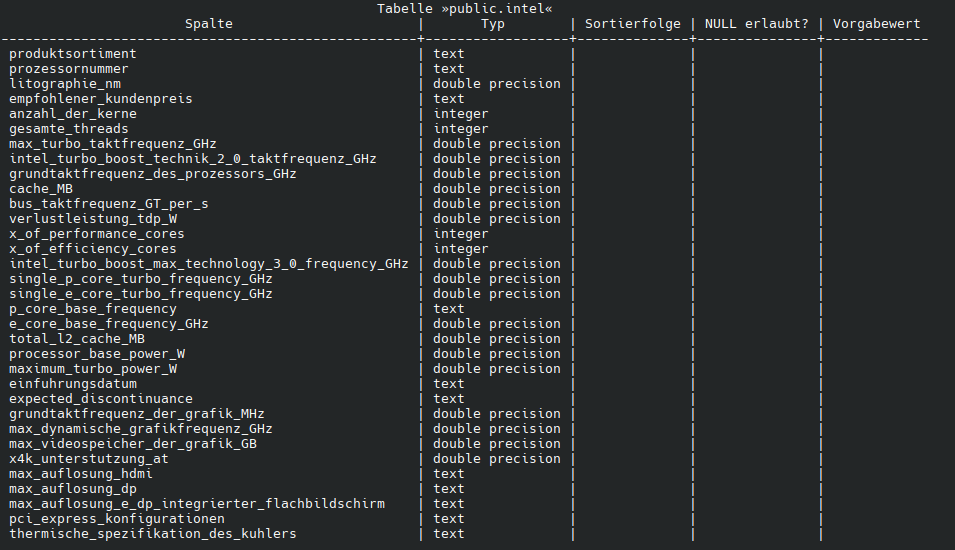 Tabelle »public.intel«
Spalte | Typ | Sortierfolge | NULL erlaubt? | Vorgabewert
----------------------------------------------------+------------------+--------------+---------------+-------------
produktsortiment | text | | |
prozessornummer | text | | |
litographie_nm | double precision | | |
empfohlener_kundenpreis | text | | |
anzahl_der_kerne | integer | | |
gesamte_threads | integer | | |
max_turbo_taktfrequenz_GHz | double precision | | |
intel_turbo_boost_technik_2_0_taktfrequenz_GHz | double precision | | |
grundtaktfrequenz_des_prozessors_GHz | double precision | | |
cache_MB | double precision | | |
bus_taktfrequenz_GT_per_s | double precision | | |
verlustleistung_tdp_W | double precision | | |
x_of_performance_cores | integer | | |
x_of_efficiency_cores | integer | | |
intel_turbo_boost_max_technology_3_0_frequency_GHz | double precision | | |
single_p_core_turbo_frequency_GHz | double precision | | |
single_e_core_turbo_frequency_GHz | double precision | | |
p_core_base_frequency | text | | |
e_core_base_frequency_GHz | double precision | | |
total_l2_cache_MB | double precision | | |
processor_base_power_W | double precision | | |
maximum_turbo_power_W | double precision | | |
einfuhrungsdatum | text | | |
expected_discontinuance | text | | |
grundtaktfrequenz_der_grafik_MHz | double precision | | |
max_dynamische_grafikfrequenz_GHz | double precision | | |
max_videospeicher_der_grafik_GB | double precision | | |
x4k_unterstutzung_at | double precision | | |
max_auflosung_hdmi | text | | |
max_auflosung_dp | text | | |
max_auflosung_e_dp_integrierter_flachbildschirm | text | | |
pci_express_konfigurationen | text | | |
thermische_spezifikation_des_kuhlers | text | | |